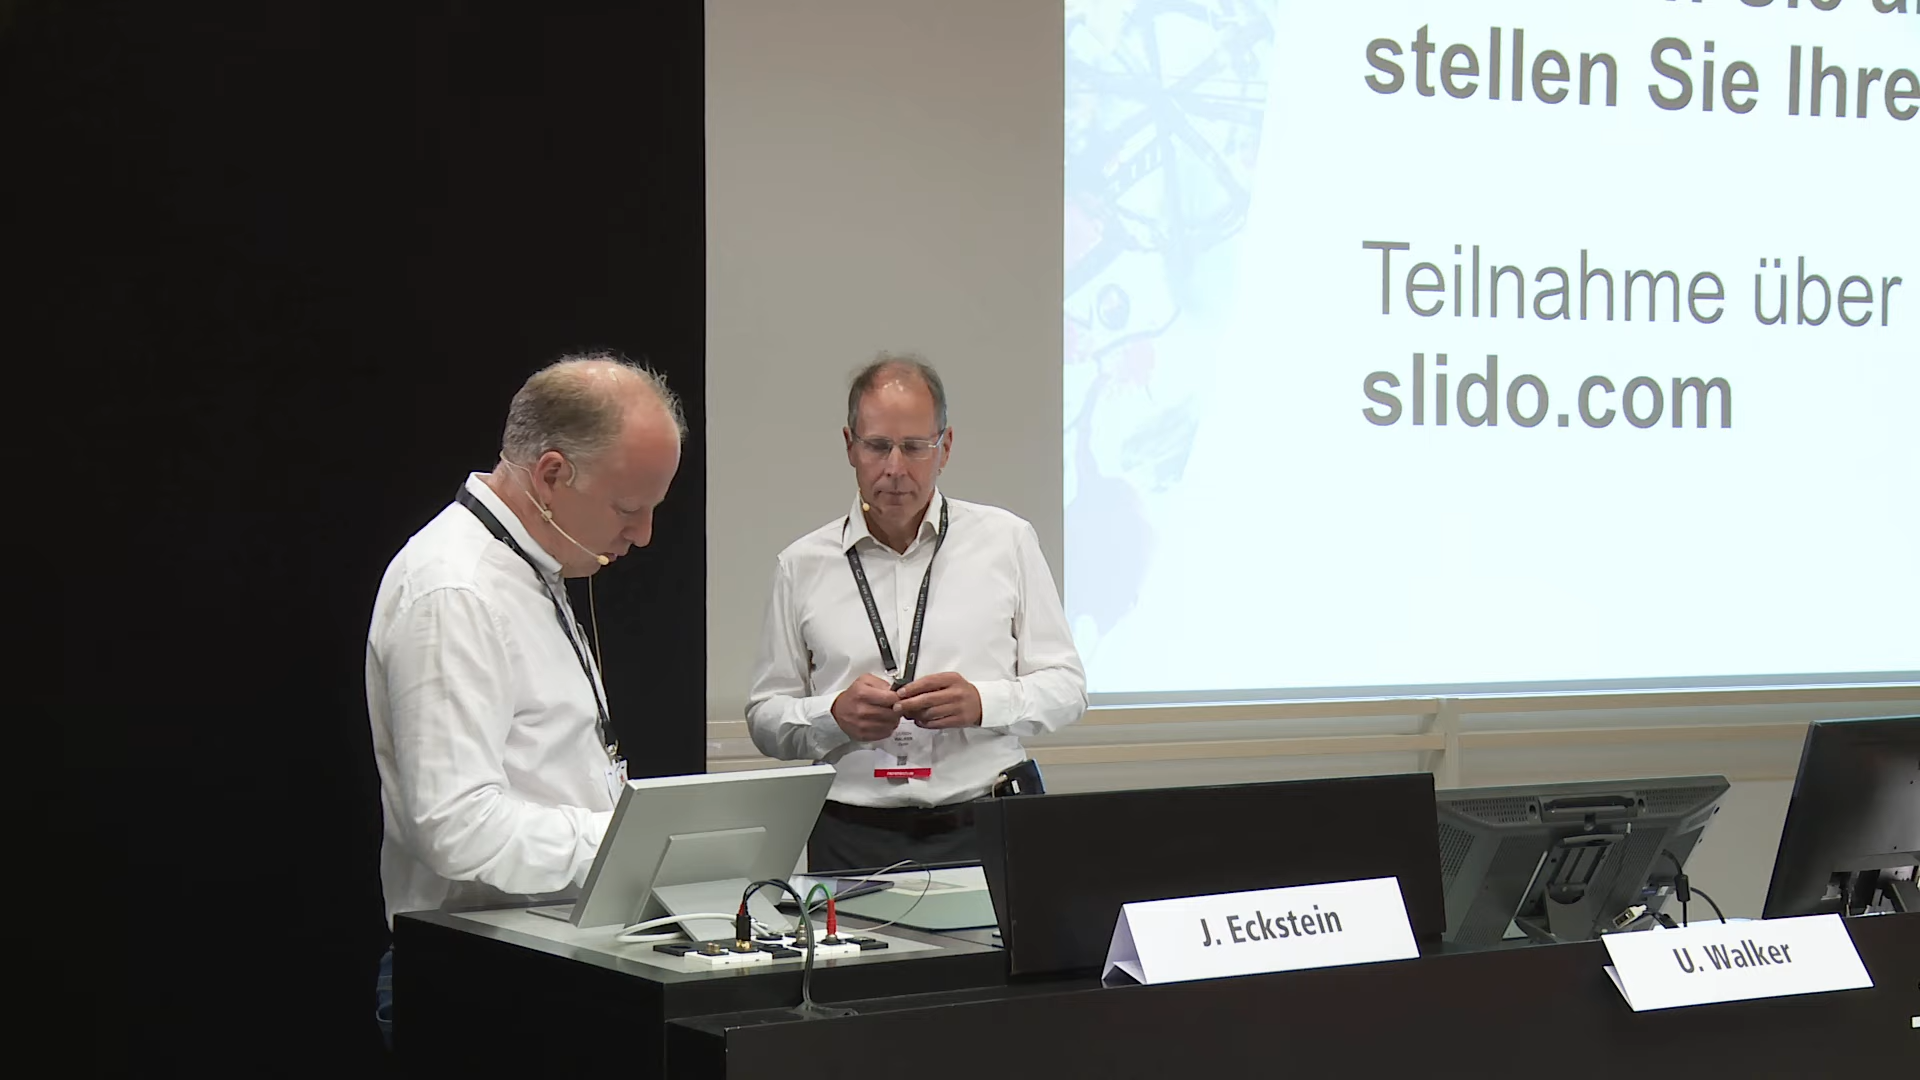 stellen Sie Ihre
Teilnahme über
slido.com
J. Eckstein
U. Walker